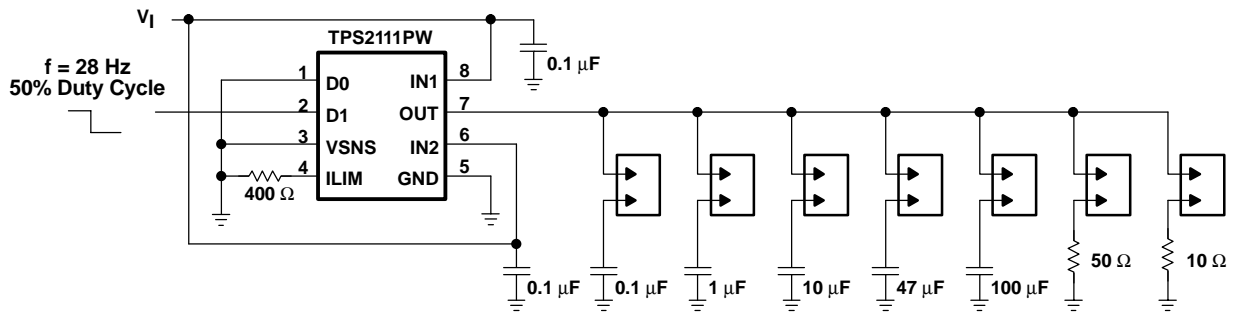 VI
TPS2111PW
0.1 μF
f = 28 Hz
50% Duty Cycle
1 D0 IN1 8
2 D1 OUT 7
3 VSNS IN2 6
4 ILIM GND 5
400 Ω
0.1 μF 0.1 μF 1 μF 10 μF 47 μF 100 μF 50 Ω 10 Ω